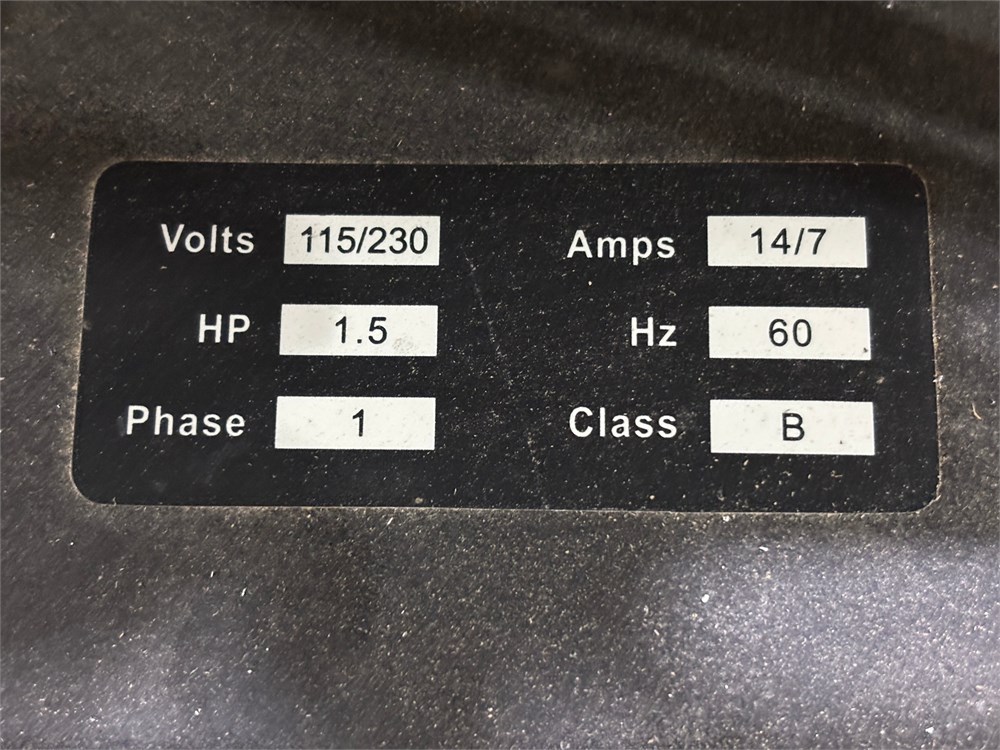 Volts 115/230 Amps 14/7
HP 1.5 Hz 60
Phase 1 Class B